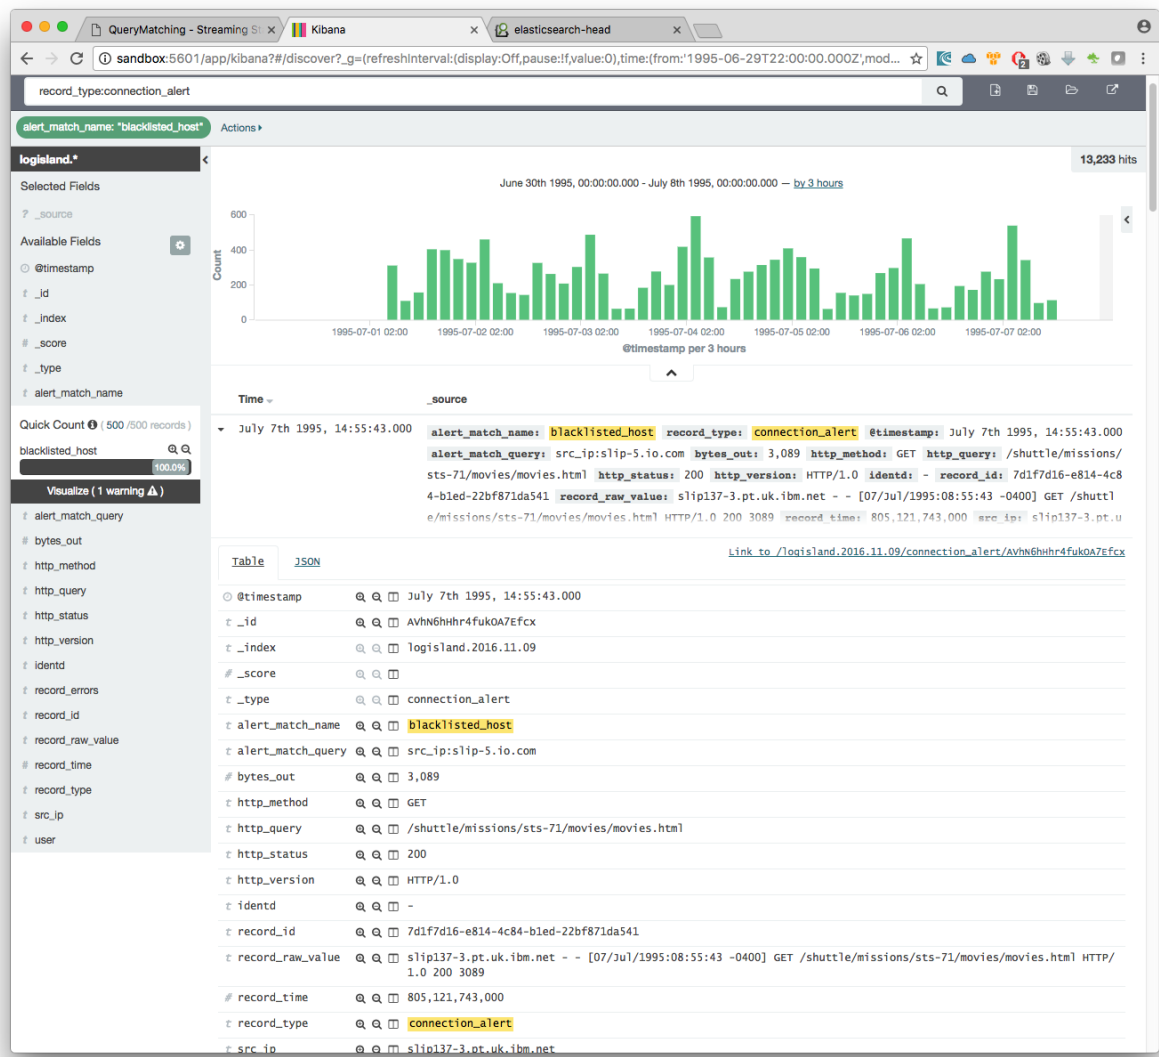 QueryMatching - Streaming St
Kibana
elasticsearch-head
sandbox:5601/app/kibana?#/discover?_g=(refreshInterval:(display:Off,pause:!f,value:0),time:(from:'1995-06-29T22:00:00.000Z',mod...
2
record_type:connection_alert
alert_match_name: "blacklisted_host"
Actions
logisland.*
13,233 hits
Selected Fields
? _source
Available Fields
@timestamp
t _id
t _index
# _score
t _type
t alert_match_name
Quick Count ( 500 /500 records )
blacklisted_host
100.0%
Visualize ( 1 warning )
t alert_match_query
# bytes_out
t http_method
t http_query
t http_status
t http_version
t identd
t record_errors
t record_id
t record_raw_value
# record_time
t record_type
t src_ip
t user
June 30th 1995, 00:00:00.000 - July 8th 1995, 00:00:00.000 — by 3 hours
Count
600
400
200
0
1995-07-01 02:00 1995-07-02 02:00 1995-07-03 02:00 1995-07-04 02:00 1995-07-05 02:00 1995-07-06 02:00 1995-07-07 02:00
@timestamp per 3 hours
Time _source
July 7th 1995, 14:55:43.000
alert_match_name: blacklisted_host record_type: connection_alert @timestamp: July 7th 1995, 14:55:43.000
alert_match_query: src_ip:slip-5.io.com bytes_out: 3,089 http_method: GET http_query: /shuttle/missions/
sts-71/movies/movies.html http_status: 200 http_version: HTTP/1.0 identd: - record_id: 7d1f7d16-e814-4c8
4-b1ed-22bf871da541 record_raw_value: slip137-3.pt.uk.ibm.net - - [07/Jul/1995:08:55:43 -0400] GET /shuttl
e/missions/sts-71/movies/movies.html HTTP/1.0 200 3089 record_time: 805,121,743,000 src_ip: slip137-3.pt.u
Table JSON
Link to /logisland.2016.11.09/connection_alert/AVhN6hHhr4fukOA7Efcx
@timestamp July 7th 1995, 14:55:43.000
t _id AVhN6hHhr4fukOA7Efcx
t _index logisland.2016.11.09
# _score
t _type connection_alert
t alert_match_name blacklisted_host
t alert_match_query src_ip:slip-5.io.com
# bytes_out 3,089
t http_method GET
t http_query /shuttle/missions/sts-71/movies/movies.html
t http_status 200
t http_version HTTP/1.0
t identd -
t record_id 7d1f7d16-e814-4c84-b1ed-22bf871da541
t record_raw_value slip137-3.pt.uk.ibm.net - - [07/Jul/1995:08:55:43 -0400] GET /shuttle/missions/sts-71/movies/movies.html HTTP/
1.0 200 3089
# record_time 805,121,743,000
t record_type connection_alert
t src_ip slip137-3.pt.uk.ibm.net